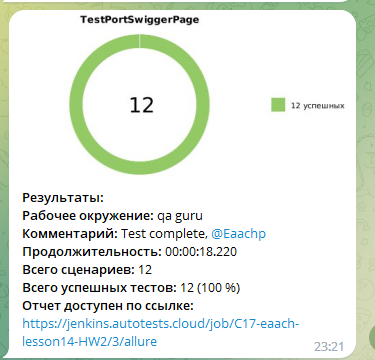 TestPortSwiggerPage
12
12 успешных
Результаты:
Рабочее окружение: qa guru
Комментарий: Test complete, @Eaachp
Продолжительность: 00:00:18.220
Всего сценариев: 12
Всего успешных тестов: 12 (100 %)
Отчет доступен по ссылке:
https://jenkins.autotests.cloud/job/C17-eaach-
lesson14-HW2/3/allure
23:21